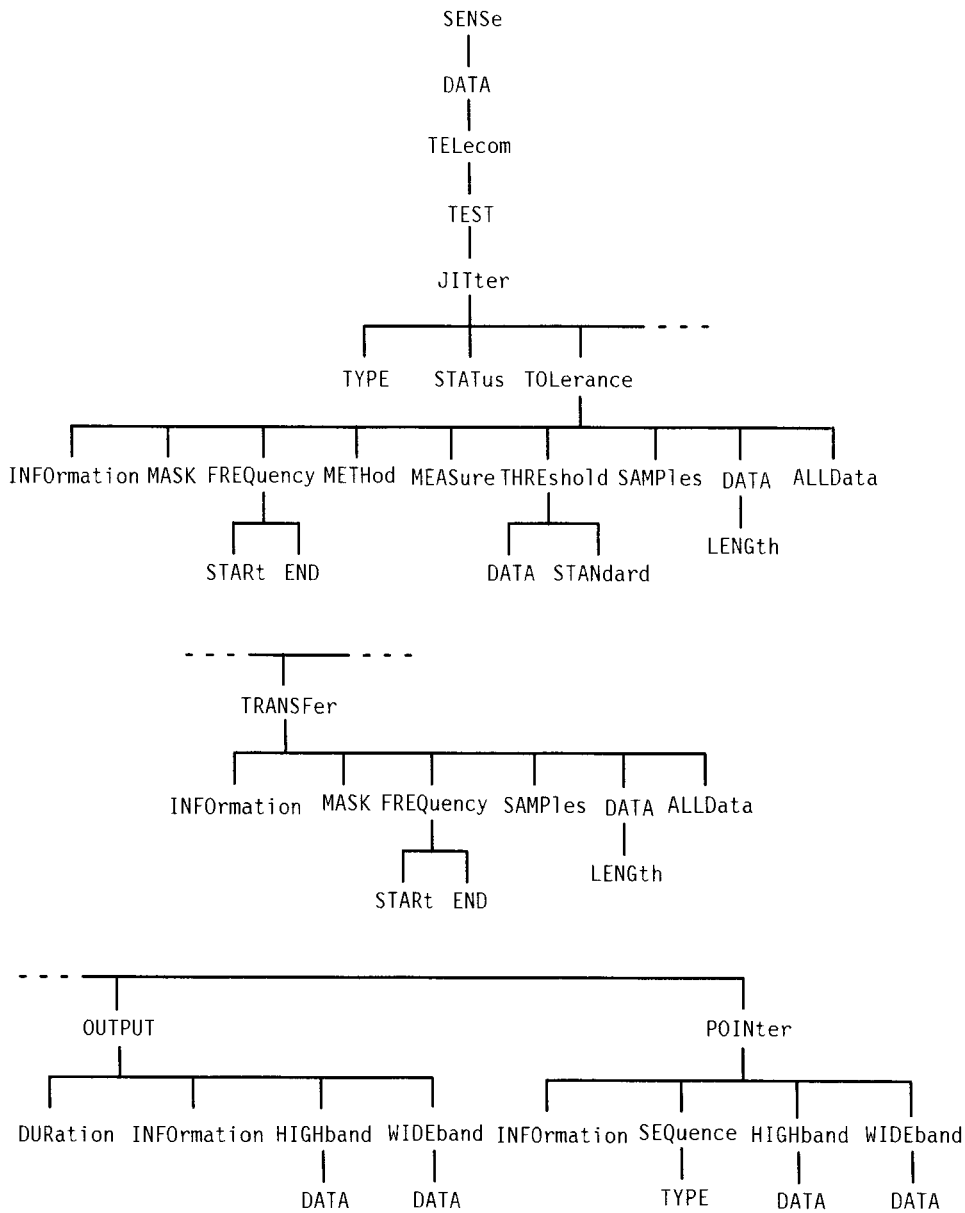 SENSe
DATA
TELecom
TEST
JITter
TYPE STATus TOLerance
INFOrmation MASK FREQuency METHod MEASure THREshold SAMPles DATA ALLData
LENGth
STARt END DATA STANdard
TRANSFer
INFOrmation MASK FREQuency SAMPles DATA ALLData
LENGth
STARt END
OUTPUT POINter
DURation INFOrmation HIGHband WIDEband INFOrmation SEQuence HIGHband WIDEband
DATA DATA TYPE DATA DATA